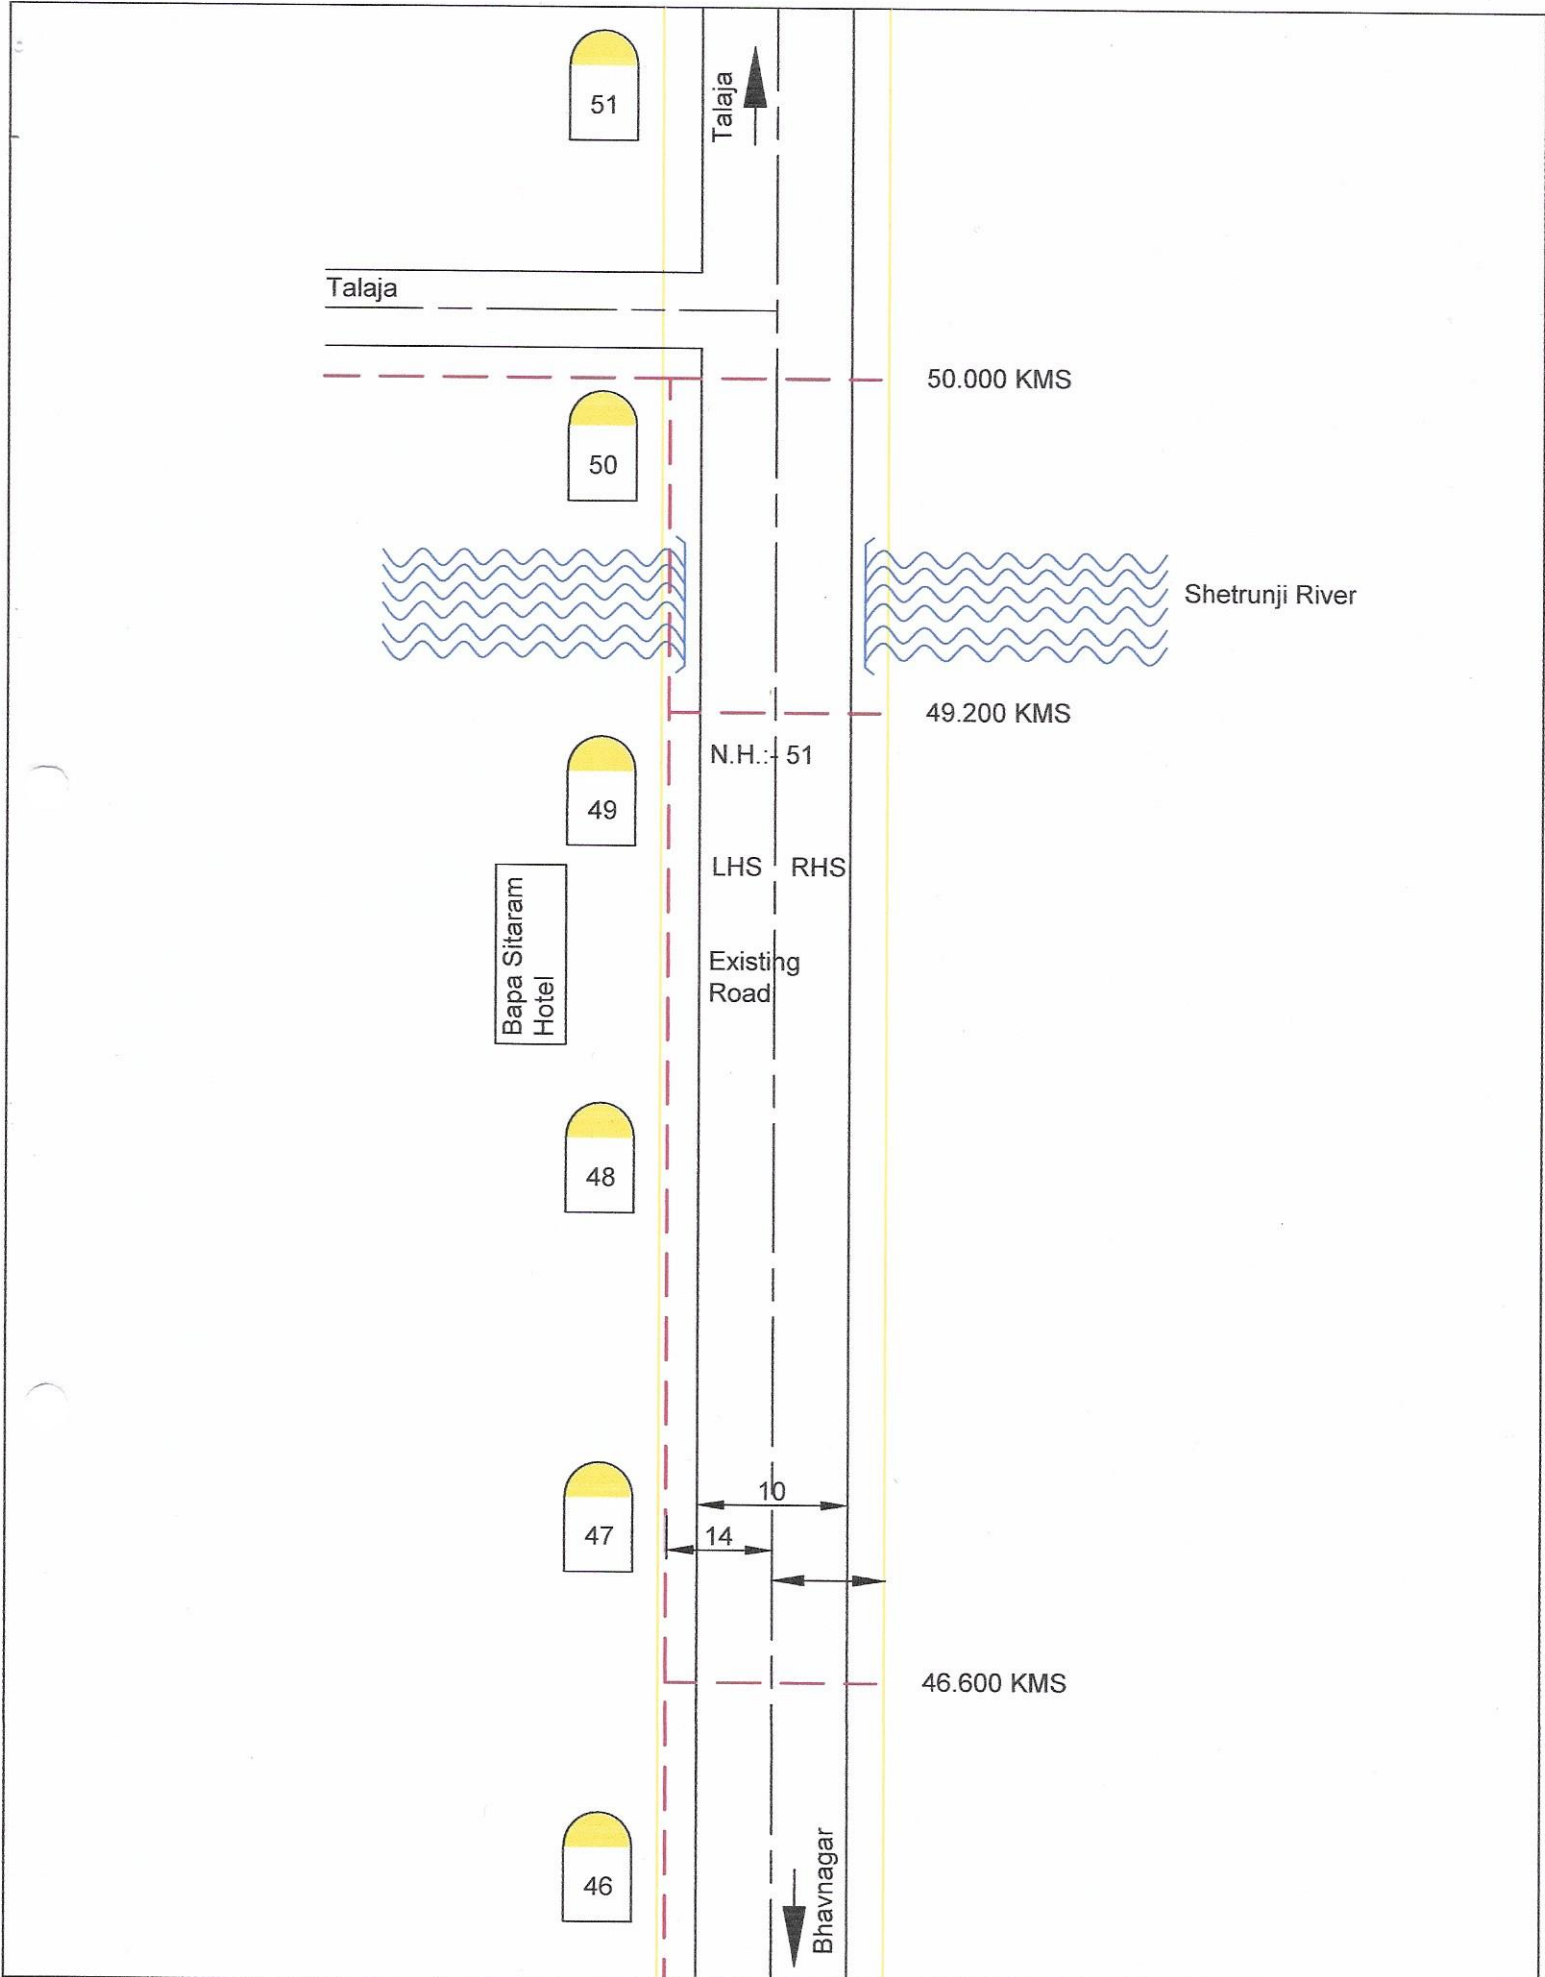 51
Talaja
Talaja
50.000 KMS
50
Shetrunji River
49.200 KMS
N.H.:- 51
49
LHS
RHS
Bapa Sitaram
Hotel
Existing
Road
48
10
47
14
46.600 KMS
46
Bhavnagar